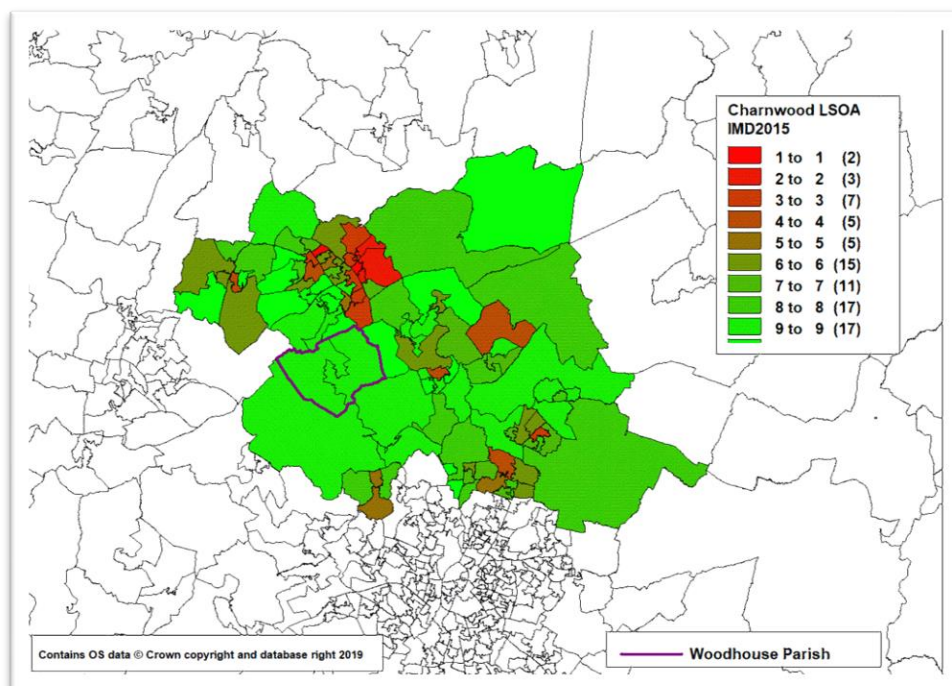 Charnwood LSOA
IMD2015
1 to 1 (2)
2 to 2 (3)
3 to 3 (7)
4 to 4 (5)
5 to 5 (5)
6 to 6 (15)
7 to 7 (11)
8 to 8 (17)
9 to 9 (17)
Contains OS data © Crown copyright and database right 2019
Woodhouse Parish